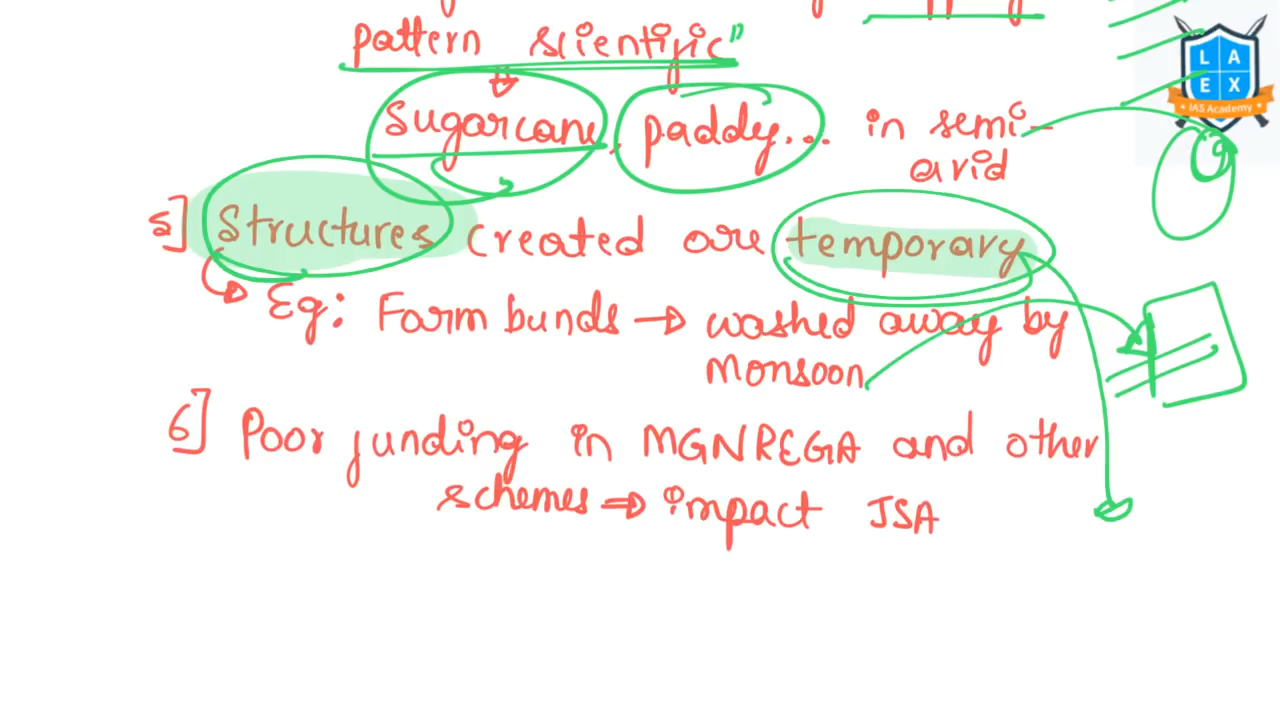 pattern scientific"
Sugarcane, paddy... in semi-
arid
5] Structures created are temporary
Eg: Farm bunds → washed away by
Monsoon
6] Poor funding in MGNREGA and other
schemes ⇒ impact JSA
L A
E X
IAS Academy